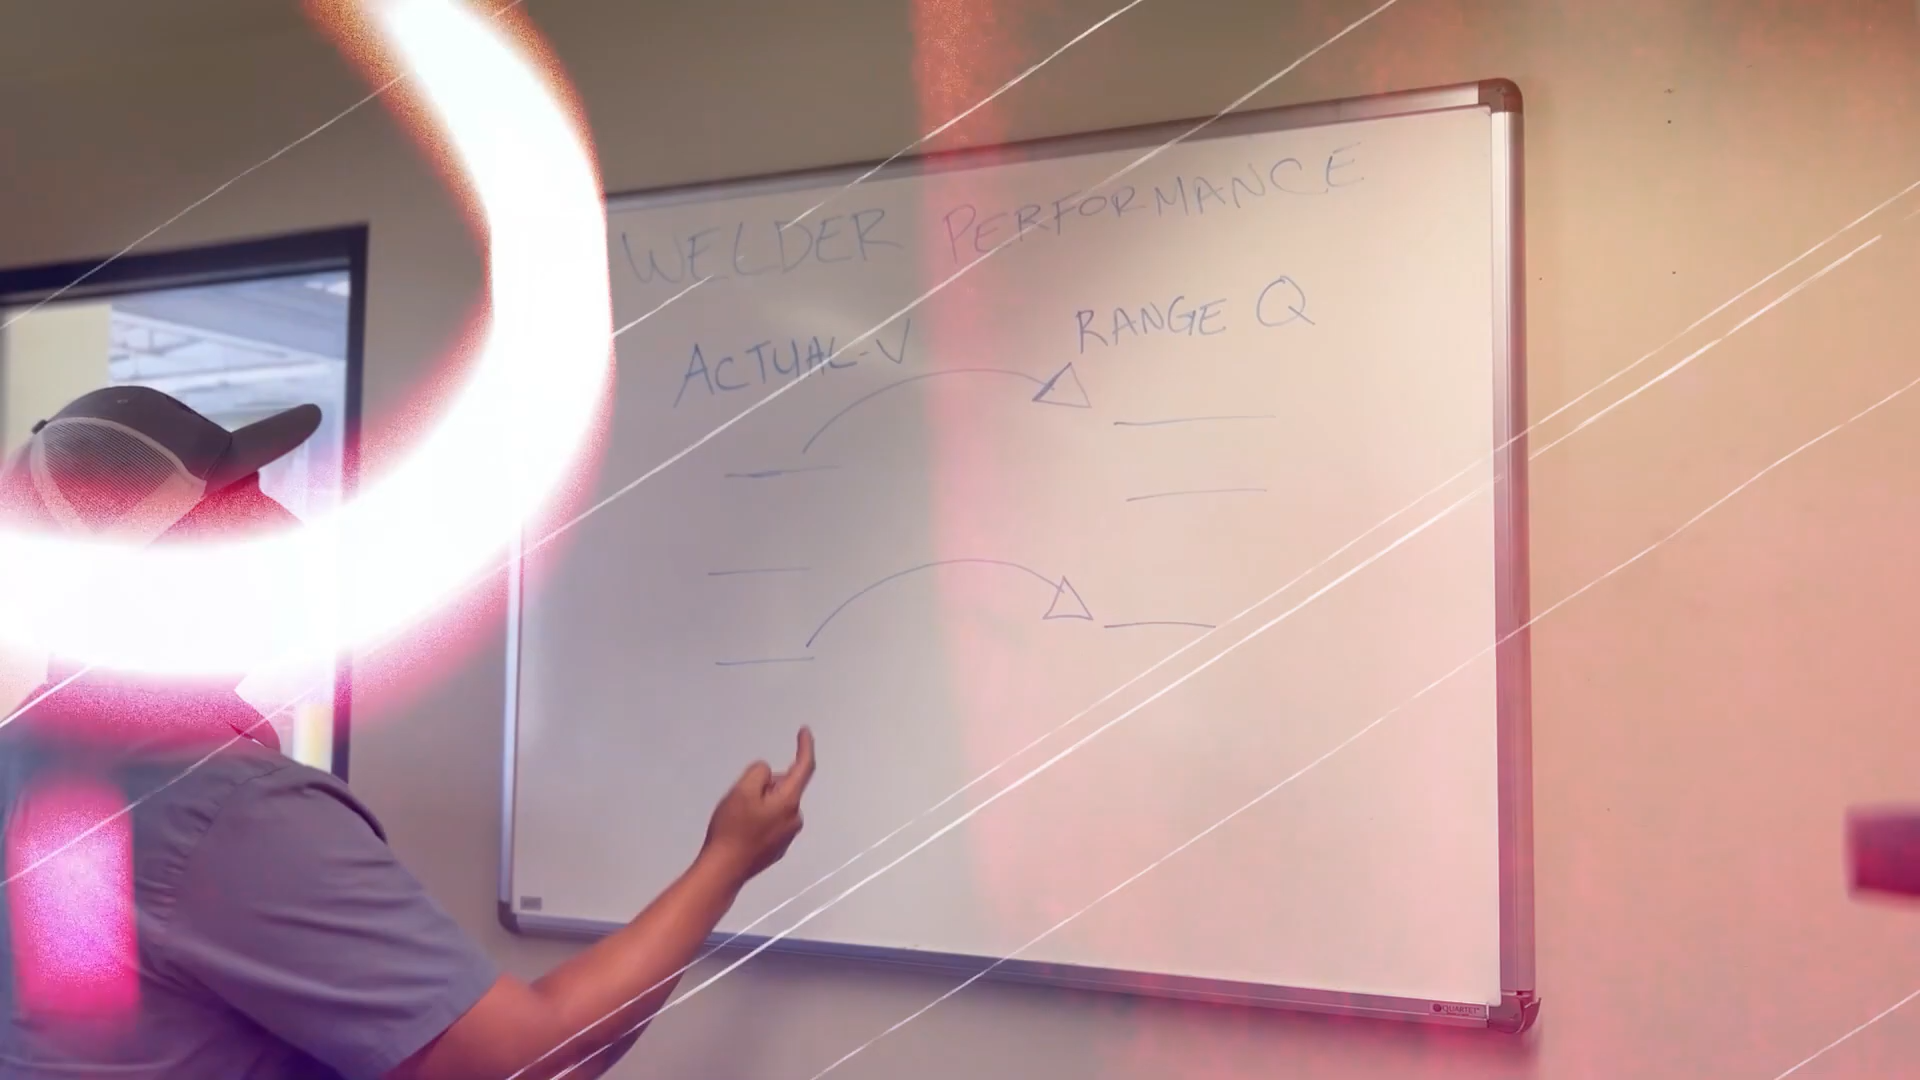 WELDER PERFORMANCE
ACTUAL-V
RANGE Q
QUARTET